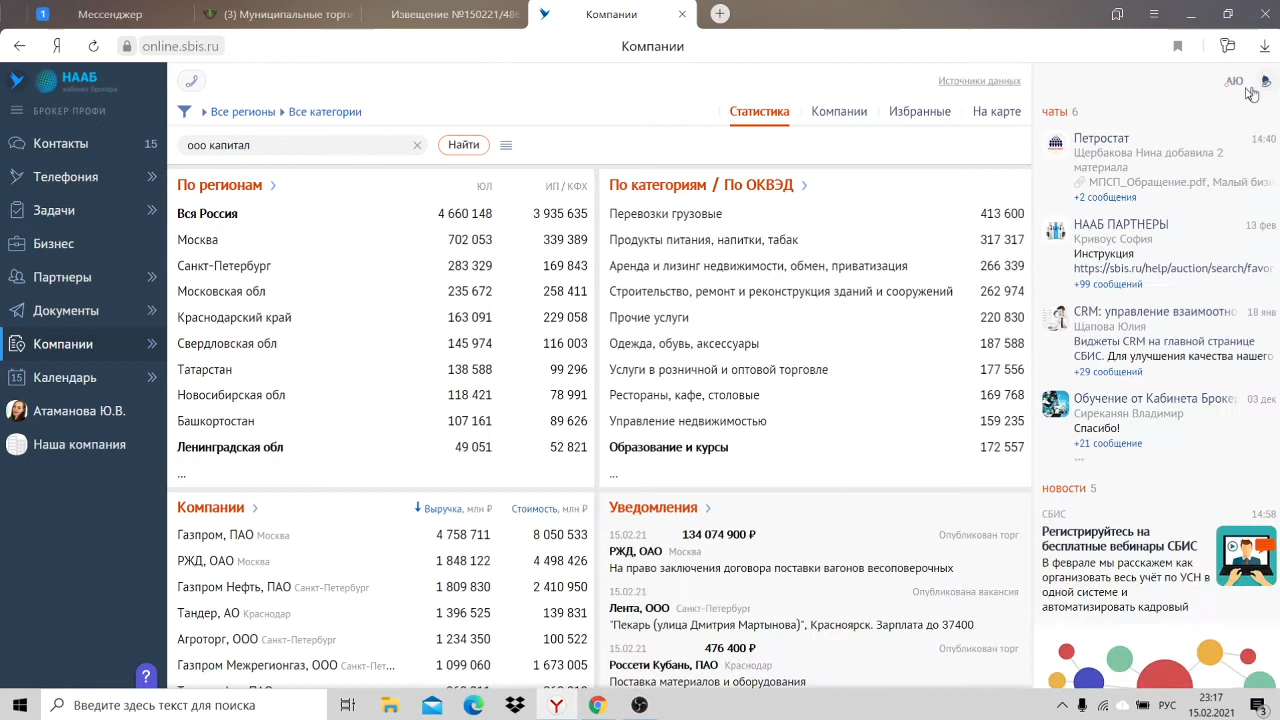 1 Мессенджер
(3) Муниципальные торги
Извещение №150221/486
Компании
online.sbis.ru
Компании
НААБ
кабинет брокера
БРОКЕР ПРОФИ
Контакты 15
Телефония
Задачи
Бизнес
Партнеры
Документы
Компании
15 Календарь
Атаманова Ю.В.
Наша компания
?
Источники данных
Все регионы Все категории
Статистика Компании Избранные На карте
ооо капитал
Найти
По регионам ЮЛ ИП / КФХ
Вся Россия 4 660 148 3 935 635
Москва 702 053 339 389
Санкт-Петербург 283 329 169 843
Московская обл 235 672 258 411
Краснодарский край 163 091 229 058
Свердловская обл 145 974 116 003
Татарстан 138 588 99 296
Новосибирская обл 118 421 78 991
Башкортостан 107 161 89 626
Ленинградская обл 49 051 52 821
...
По категориям / По ОКВЭД
Перевозки грузовые 413 600
Продукты питания, напитки, табак 317 317
Аренда и лизинг недвижимости, обмен, приватизация 266 339
Строительство, ремонт и реконструкция зданий и сооружений 262 974
Прочие услуги 220 830
Одежда, обувь, аксессуары 187 588
Услуги в розничной и оптовой торговле 177 556
Рестораны, кафе, столовые 169 768
Управление недвижимостью 159 235
Образование и курсы 172 557
...
Компании Выручка, млн ₽ Стоимость, млн ₽
Газпром, ПАО Москва 4 758 711 8 050 533
РЖД, ОАО Москва 1 848 122 4 498 426
Газпром Нефть, ПАО Санкт-Петербург 1 809 830 2 410 950
Тандер, АО Краснодар 1 396 525 139 831
Агроторг, ООО Санкт-Петербург 1 234 350 100 522
Газпром Межрегионгаз, ООО Санкт-Пет... 1 099 060 1 673 005
Уведомления
15.02.21 134 074 900 ₽ Опубликован торг
РЖД, ОАО Москва
На право заключения договора поставки вагонов весоповерочных
15.02.21 Опубликована вакансия
Лента, ООО Санкт-Петербург
"Пекарь (улица Дмитрия Мартынова)", Красноярск. Зарплата до 37400
15.02.21 476 400 ₽ Опубликован торг
Россети Кубань, ПАО Краснодар
Поставка материалов и оборудования
АЮ
чаты 6
Петростат 14:40
Щербакова Нина добавила 2
материала
МПСП_Обращение.pdf, Малый бизн
+2 сообщения
НААБ ПАРТНЕРЫ 13 фев
Кривоус София
Инструкция
https://sbis.ru/help/auction/search/favor
+99 сообщений
CRM: управление взаимоотно 18 янв
Щапова Юлия
Виджеты CRM на главной странице
СБИС. Для улучшения качества нашего
+29 сообщений
Обучение от Кабинета Брокер 03 дек
Сиреканян Владимир
Спасибо!
+21 сообщение
...
новости 5
СБИС 14:58
Регистрируйтесь на
бесплатные вебинары СБИС
В феврале мы расскажем как
организовать весь учёт по УСН в
одной системе и
автоматизировать кадровый
Введите здесь текст для поиска
РУС
23:17
15.02.2021
3